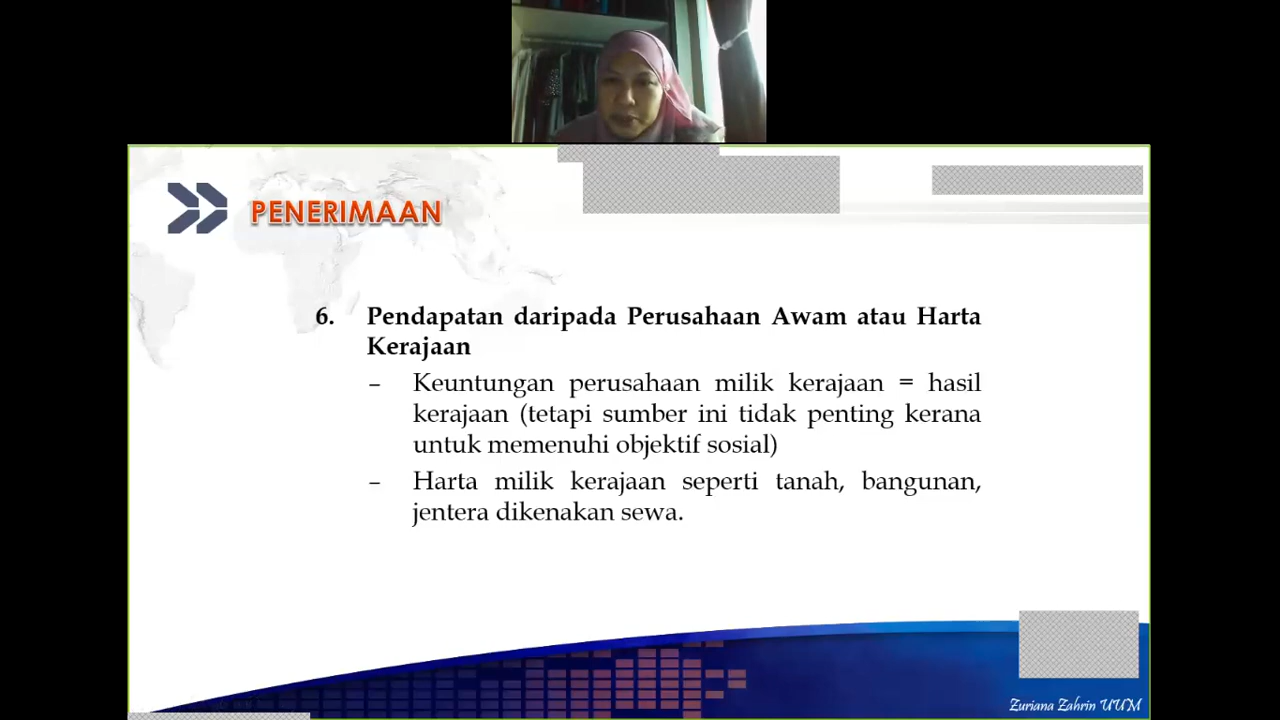 PENERIMAAN
6. Pendapatan daripada Perusahaan Awam atau Harta
Kerajaan
– Keuntungan perusahaan milik kerajaan = hasil
kerajaan (tetapi sumber ini tidak penting kerana
untuk memenuhi objektif sosial)
– Harta milik kerajaan seperti tanah, bangunan,
jentera dikenakan sewa.
Zuriana Zahrin UUM